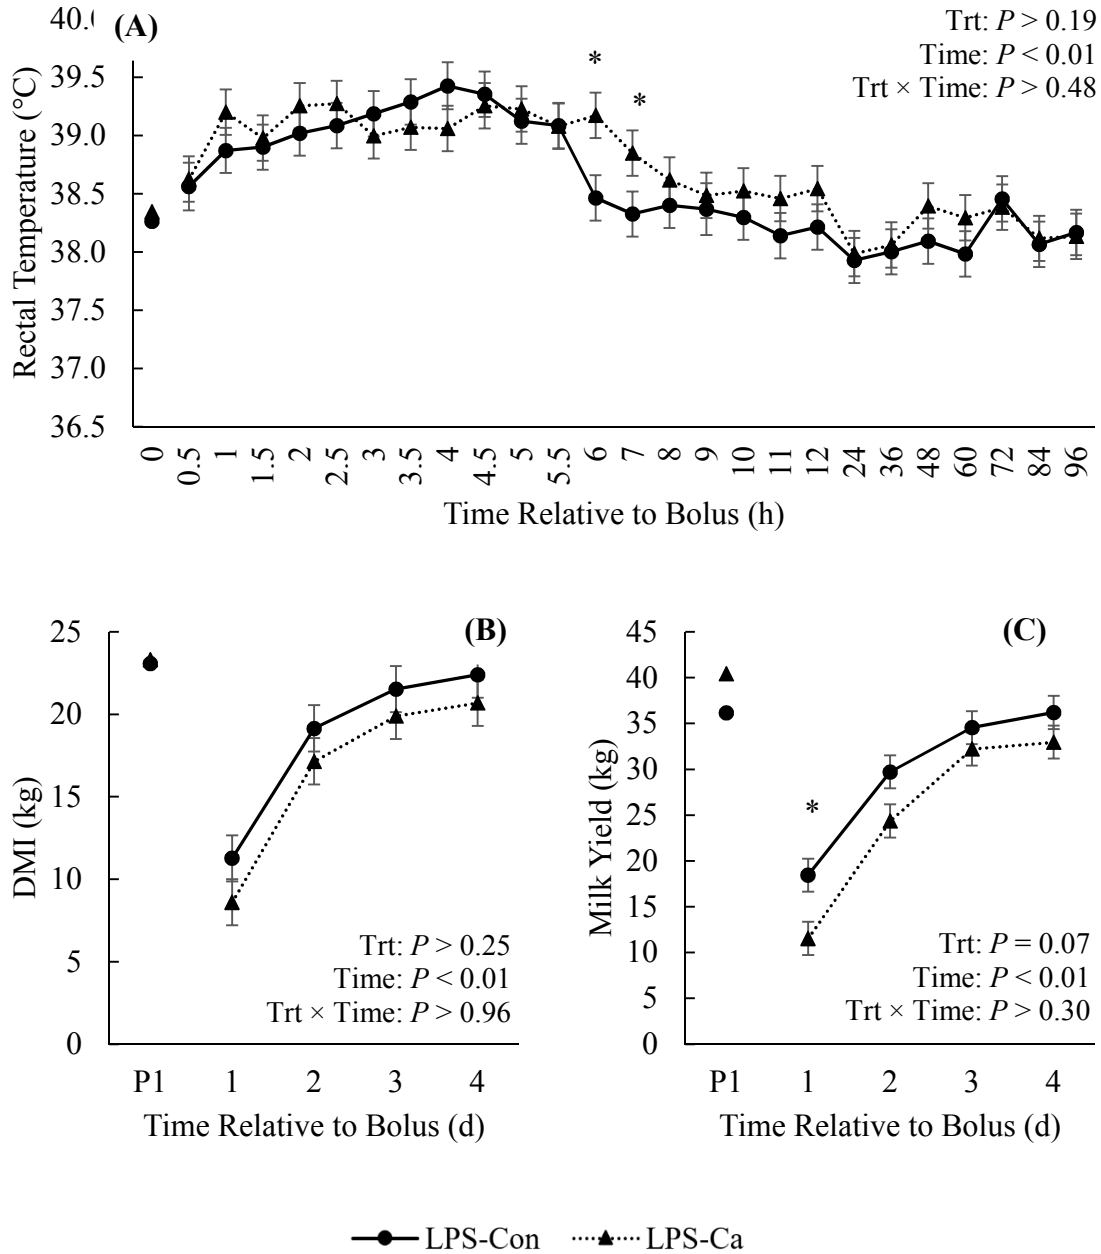 (A)
Trt: P > 0.19
Time: P < 0.01
Trt × Time: P > 0.48
*
*
Rectal Temperature (°C)
40.0
39.5
39.0
38.5
38.0
37.5
37.0
36.5
0 0.5 1 1.5 2 2.5 3 3.5 4 4.5 5 5.5 6 7 8 9 10 11 12 24 36 48 60 72 84 96
Time Relative to Bolus (h)
(B)
DMI (kg)
25
20
15
10
5
0
Trt: P > 0.25
Time: P < 0.01
Trt × Time: P > 0.96
P1 1 2 3 4
Time Relative to Bolus (d)
(C)
Milk Yield (kg)
45
40
35
30
25
20
15
10
5
0
*
Trt: P = 0.07
Time: P < 0.01
Trt × Time: P > 0.30
P1 1 2 3 4
Time Relative to Bolus (d)
LPS-Con LPS-Ca